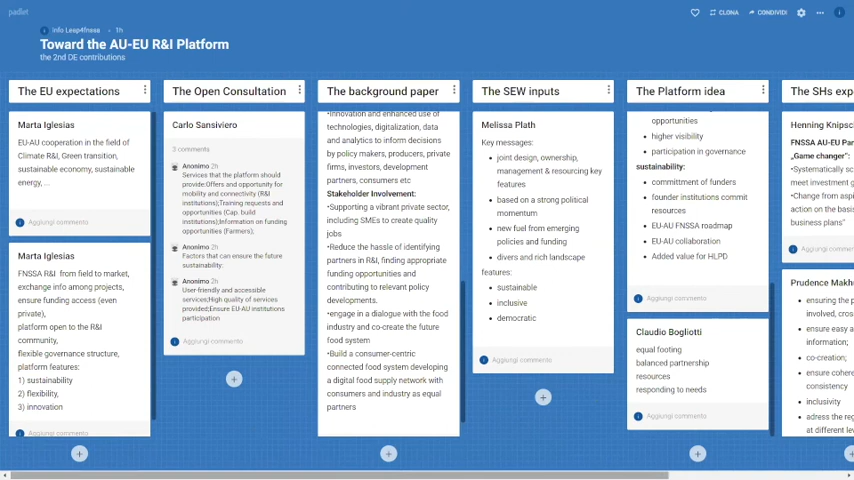 padlet
CLONA
CONDIVIDI
Info Leap4fnssa
1h
Toward the AU-EU R&I Platform
the 2nd DE contributions
The EU expectations
Marta Iglesias
EU-AU cooperation in the field of
Climate R&I, Green transition,
sustainable economy, sustainable
energy, ...
Aggiungi commento
Marta Iglesias
FNSSA R&I from field to market,
exchange info among projects,
ensure funding access (even
private),
platform open to the R&I
community,
flexible governance structure,
platform features:
1) sustainability
2) flexibility,
3) innovation
Aggiungi commento
The Open Consultation
Carlo Sansiviero
3 comments
Anonimo 2h
Services that the platform should
provide:Offers and opportunity for
mobility and connectivity (R&I
institutions);Training requests and
opportunities (Cap. build
institutions);Information on funding
opportunities (Farmers);
Anonimo 2h
Factors that can ensure the future
sustainability:
Anonimo 2h
User-friendly and accessible
services;High quality of services
provided;Ensure EU-AU institutions
participation
Aggiungi commento
The background paper
•Innovation and enhanced use of
technologies, digitalization, data
and analytics to inform decisions
by policy makers, producers, private
firms, investors, development
partners, consumers etc
Stakeholder Involvement:
•Supporting a vibrant private sector,
including SMEs to create quality
jobs
•Reduce the hassle of identifying
partners in R&I, finding appropriate
funding opportunities and
contributing to relevant policy
developments.
•engage in a dialogue with the food
industry and co-create the future
food system
•Build a consumer-centric
connected food system developing
a digital food supply network with
consumers and industry as equal
partners
The SEW inputs
Melissa Plath
Key messages:
• joint design, ownership,
management & resourcing key
features
• based on a strong political
momentum
• new fuel from emerging
policies and funding
• divers and rich landscape
features:
• sustainable
• inclusive
• democratic
Aggiungi commento
The Platform idea
opportunities
• higher visibility
• participation in governance
sustainability:
• committment of funders
• founder institutions commit
resources
• EU-AU FNSSA roadmap
• EU-AU collaboration
• Added value for HLPD
Aggiungi commento
Claudio Bogliotti
equal footing
balanced partnership
resources
responding to needs
Aggiungi commento
The SHs exp
Henning Knipsc
FNSSA AU-EU Par
„Game changer“:
•Systematically sc
meet investment g
•Change from aspi
action on the basis
business plans“
Aggiungi comment
Prudence Makhu
• ensuring the p
involved, cros
• ensure easy a
information;
• co-creation;
• ensure cohere
consistency
• inclusivity
• adress the reg
at different lev